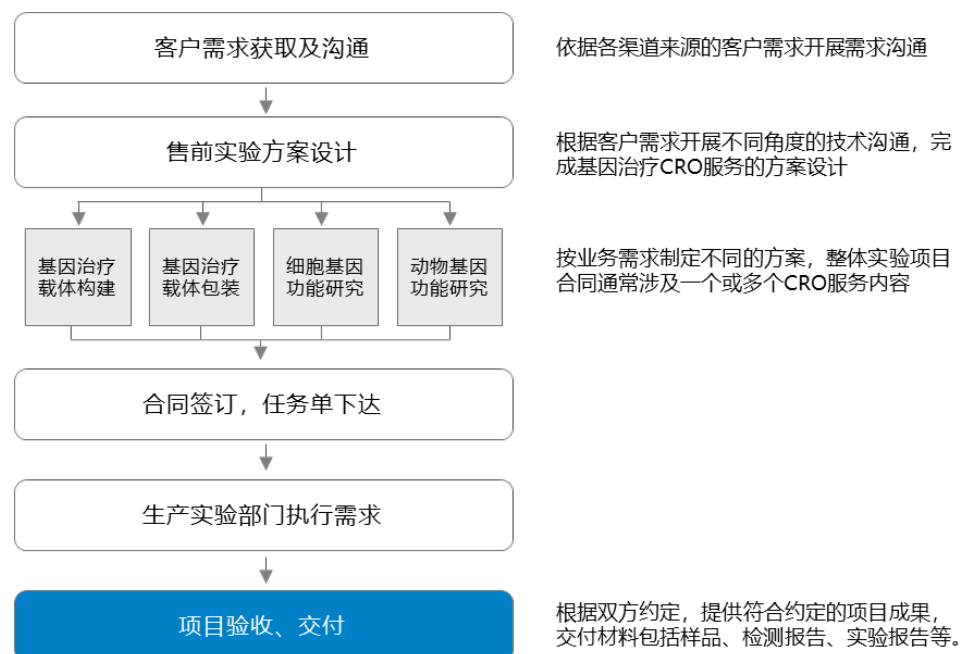 客户需求获取及沟通
依据各渠道来源的客户需求开展需求沟通
售前实验方案设计
根据客户需求开展不同角度的技术沟通，完
成基因治疗CRO服务的方案设计
基因治疗
载体构建
基因治疗
载体包装
细胞基因
功能研究
动物基因
功能研究
按业务需求制定不同的方案，整体实验项目
合同通常涉及一个或多个CRO服务内容
合同签订，任务单下达
生产实验部门执行需求
项目验收、交付
根据双方约定，提供符合约定的项目成果，
交付材料包括样品、检测报告、实验报告等。